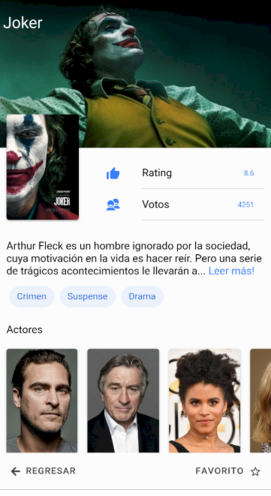 Joker
JOKER
Rating 8.6
Votos 4251
Arthur Fleck es un hombre ignorado por la sociedad,
cuya motivación en la vida es hacer reír. Pero una serie
de trágicos acontecimientos le llevarán a... Leer más!
Crimen Suspense Drama
Actores
REGRESAR FAVORITO